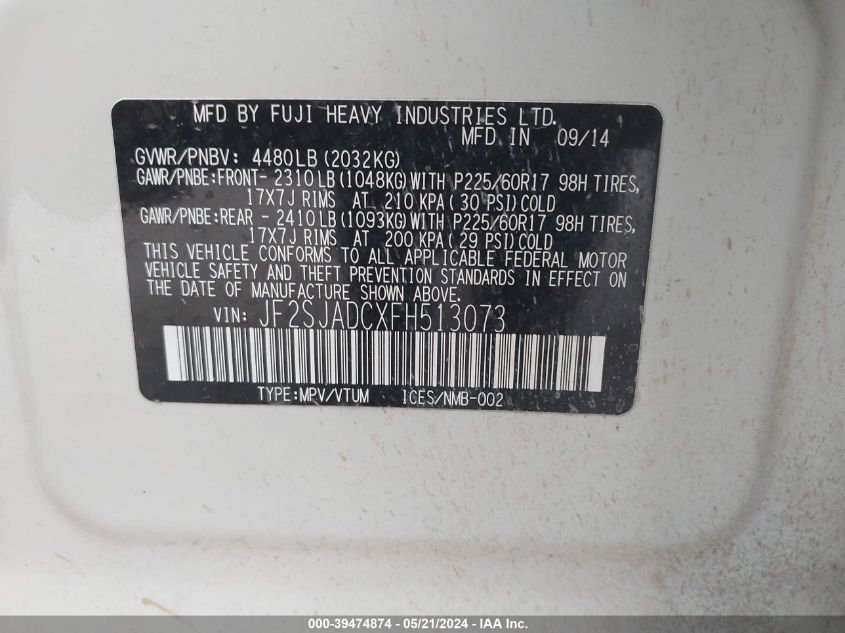 MFD BY FUJI HEAVY INDUSTRIES LTD.
MFD IN 09/14
GVWR/PNBV: 4480LB(2032KG)
GAWR/PNBE:FRONT- 2310LB(1048KG)WITH P225/60R17 98H TIRES,
17X7J RIMS AT 210 KPA(30 PSI)COLD
GAWR/PNBE:REAR - 2410LB(1093KG)WITH P225/60R17 98H TIRES,
17X7J RIMS AT 200 KPA(29 PSI)COLD
THIS VEHICLE CONFORMS TO ALL APPLICABLE FEDERAL MOTOR
VEHICLE SAFETY AND THEFT PREVENTION STANDARDS IN EFFECT ON
THE DATE OF MANUFACTURE SHOWN ABOVE.
VIN: JF2SJADCXFH513073
TYPE:MPV/VTUM ICES/NMB-002
000-39474874 - 05/21/2024 - IAA Inc.